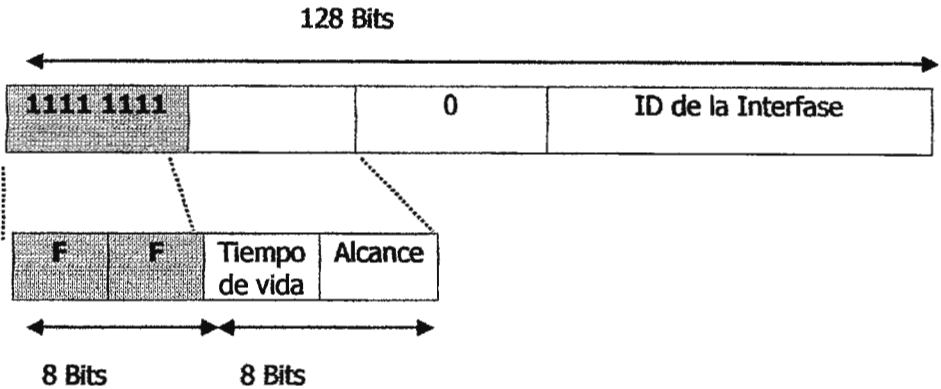 128 Bits
1111 1111
0
ID de la Interfase
F
F
Tiempo de vida
Alcance
8 Bits
8 Bits